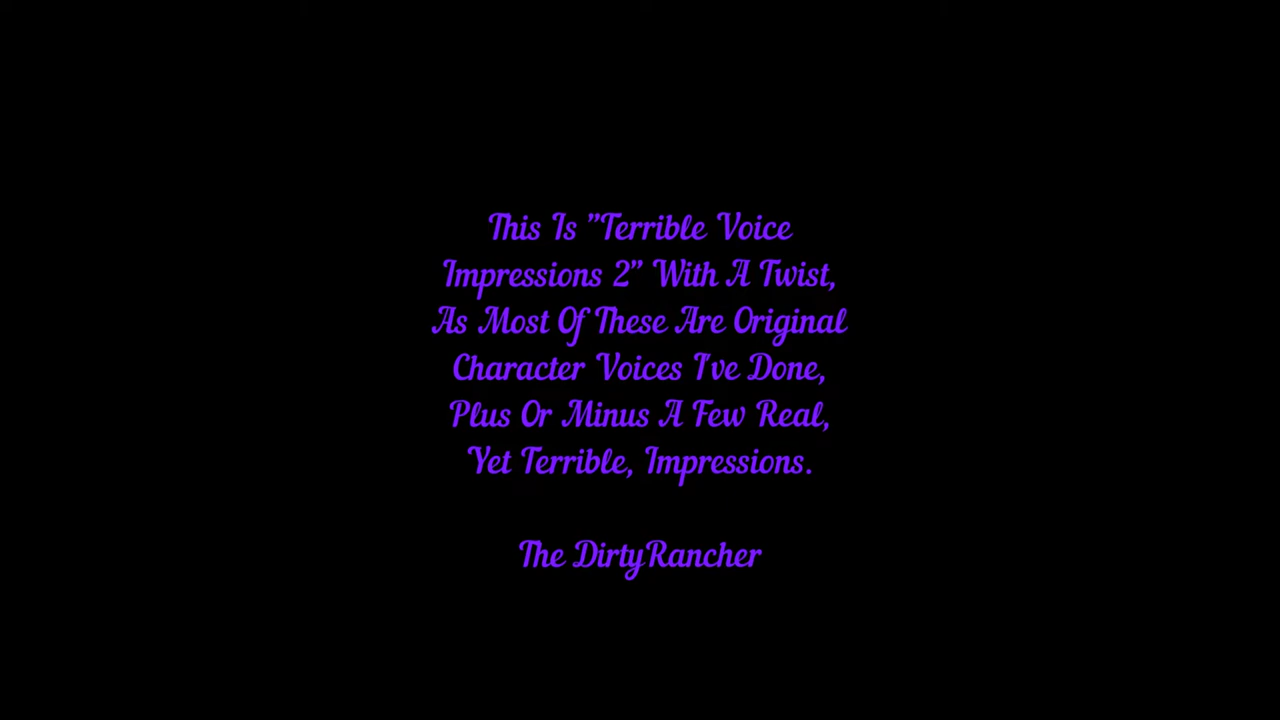 This Is "Terrible Voice
Impressions 2" With A Twist,
As Most Of These Are Original
Character Voices I've Done,
Plus Or Minus A Few Real,
Yet Terrible, Impressions.
The DirtyRancher